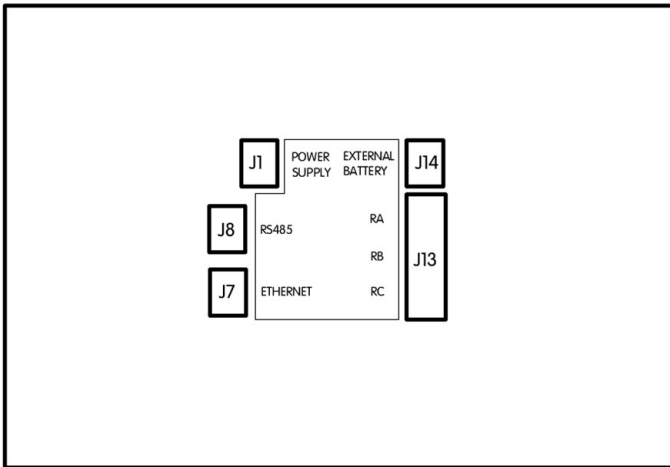 J1
POWER
SUPPLY
EXTERNAL
BATTERY
J14
J8
RS485
RA
RB
J13
J7
ETHERNET
RC